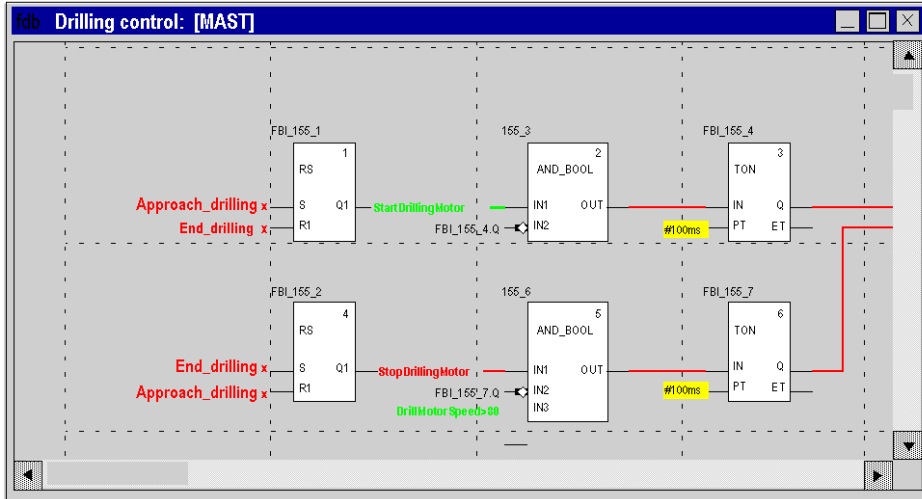 fdb Drilling control: [MAST]
FBI_155_1 155_3 FBI_155_4
1 2 3
RS AND_BOOL TON
Approach_drilling x S Q1 StartDrillingMotor IN1 OUT IN Q
End_drilling x R1 FBI_155_4.Q IN2 #100ms PT ET
FBI_155_2 155_6 FBI_155_7
4 5 6
RS AND_BOOL TON
End_drilling x S Q1 StopDrillingMotor IN1 OUT IN Q
Approach_drilling x R1 FBI_155_7.Q IN2 #100ms PT ET
DrillMotorSpeed>80 IN3